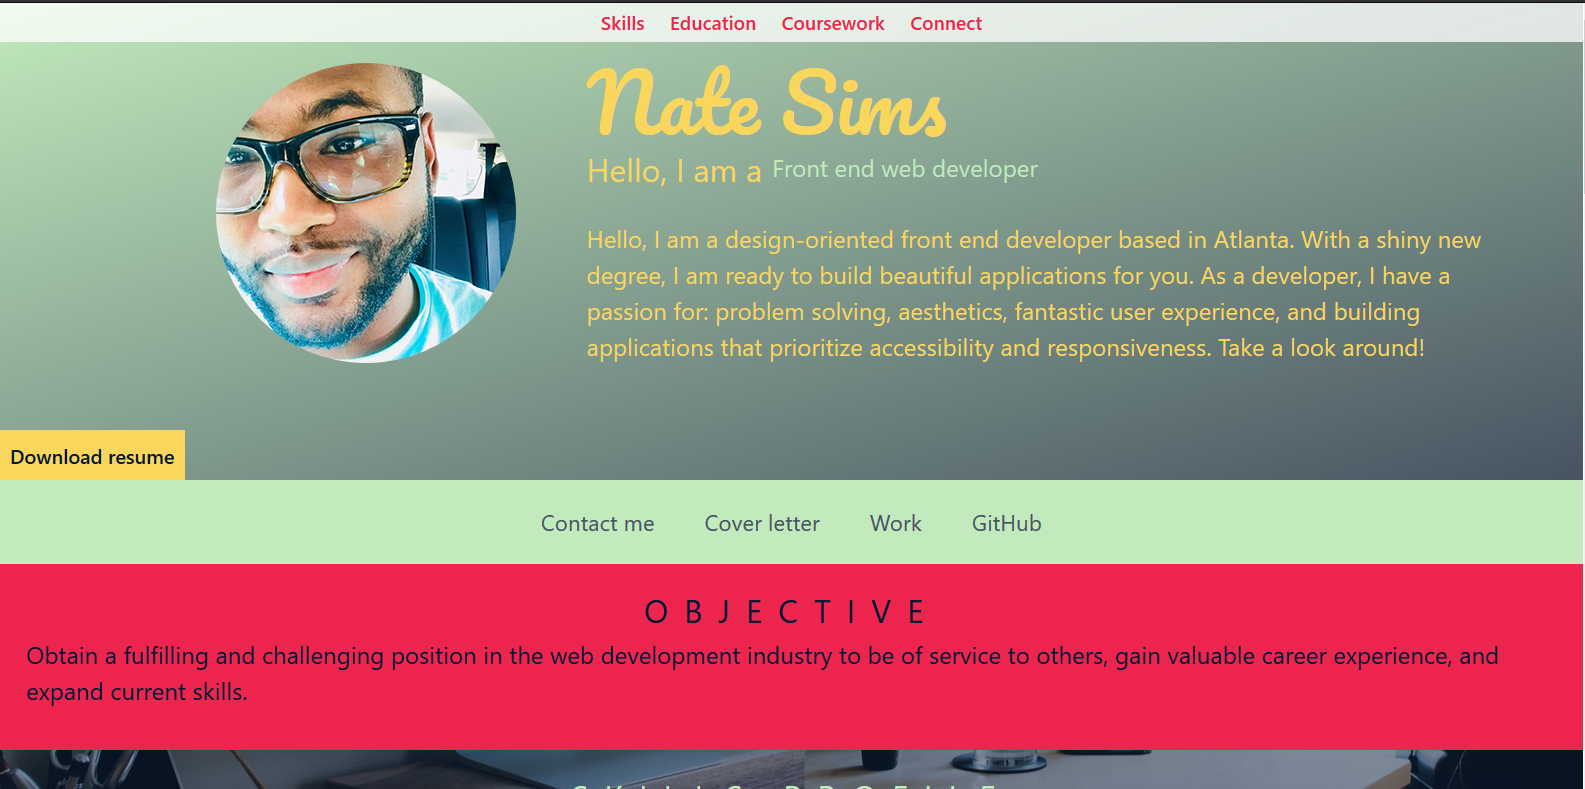 Skills Education Coursework Connect
Nate Sims
Hello, I am a Front end web developer
Hello, I am a design-oriented front end developer based in Atlanta. With a shiny new
degree, I am ready to build beautiful applications for you. As a developer, I have a
passion for: problem solving, aesthetics, fantastic user experience, and building
applications that prioritize accessibility and responsiveness. Take a look around!
Download resume
Contact me Cover letter Work GitHub
OBJECTIVE
Obtain a fulfilling and challenging position in the web development industry to be of service to others, gain valuable career experience, and
expand current skills.